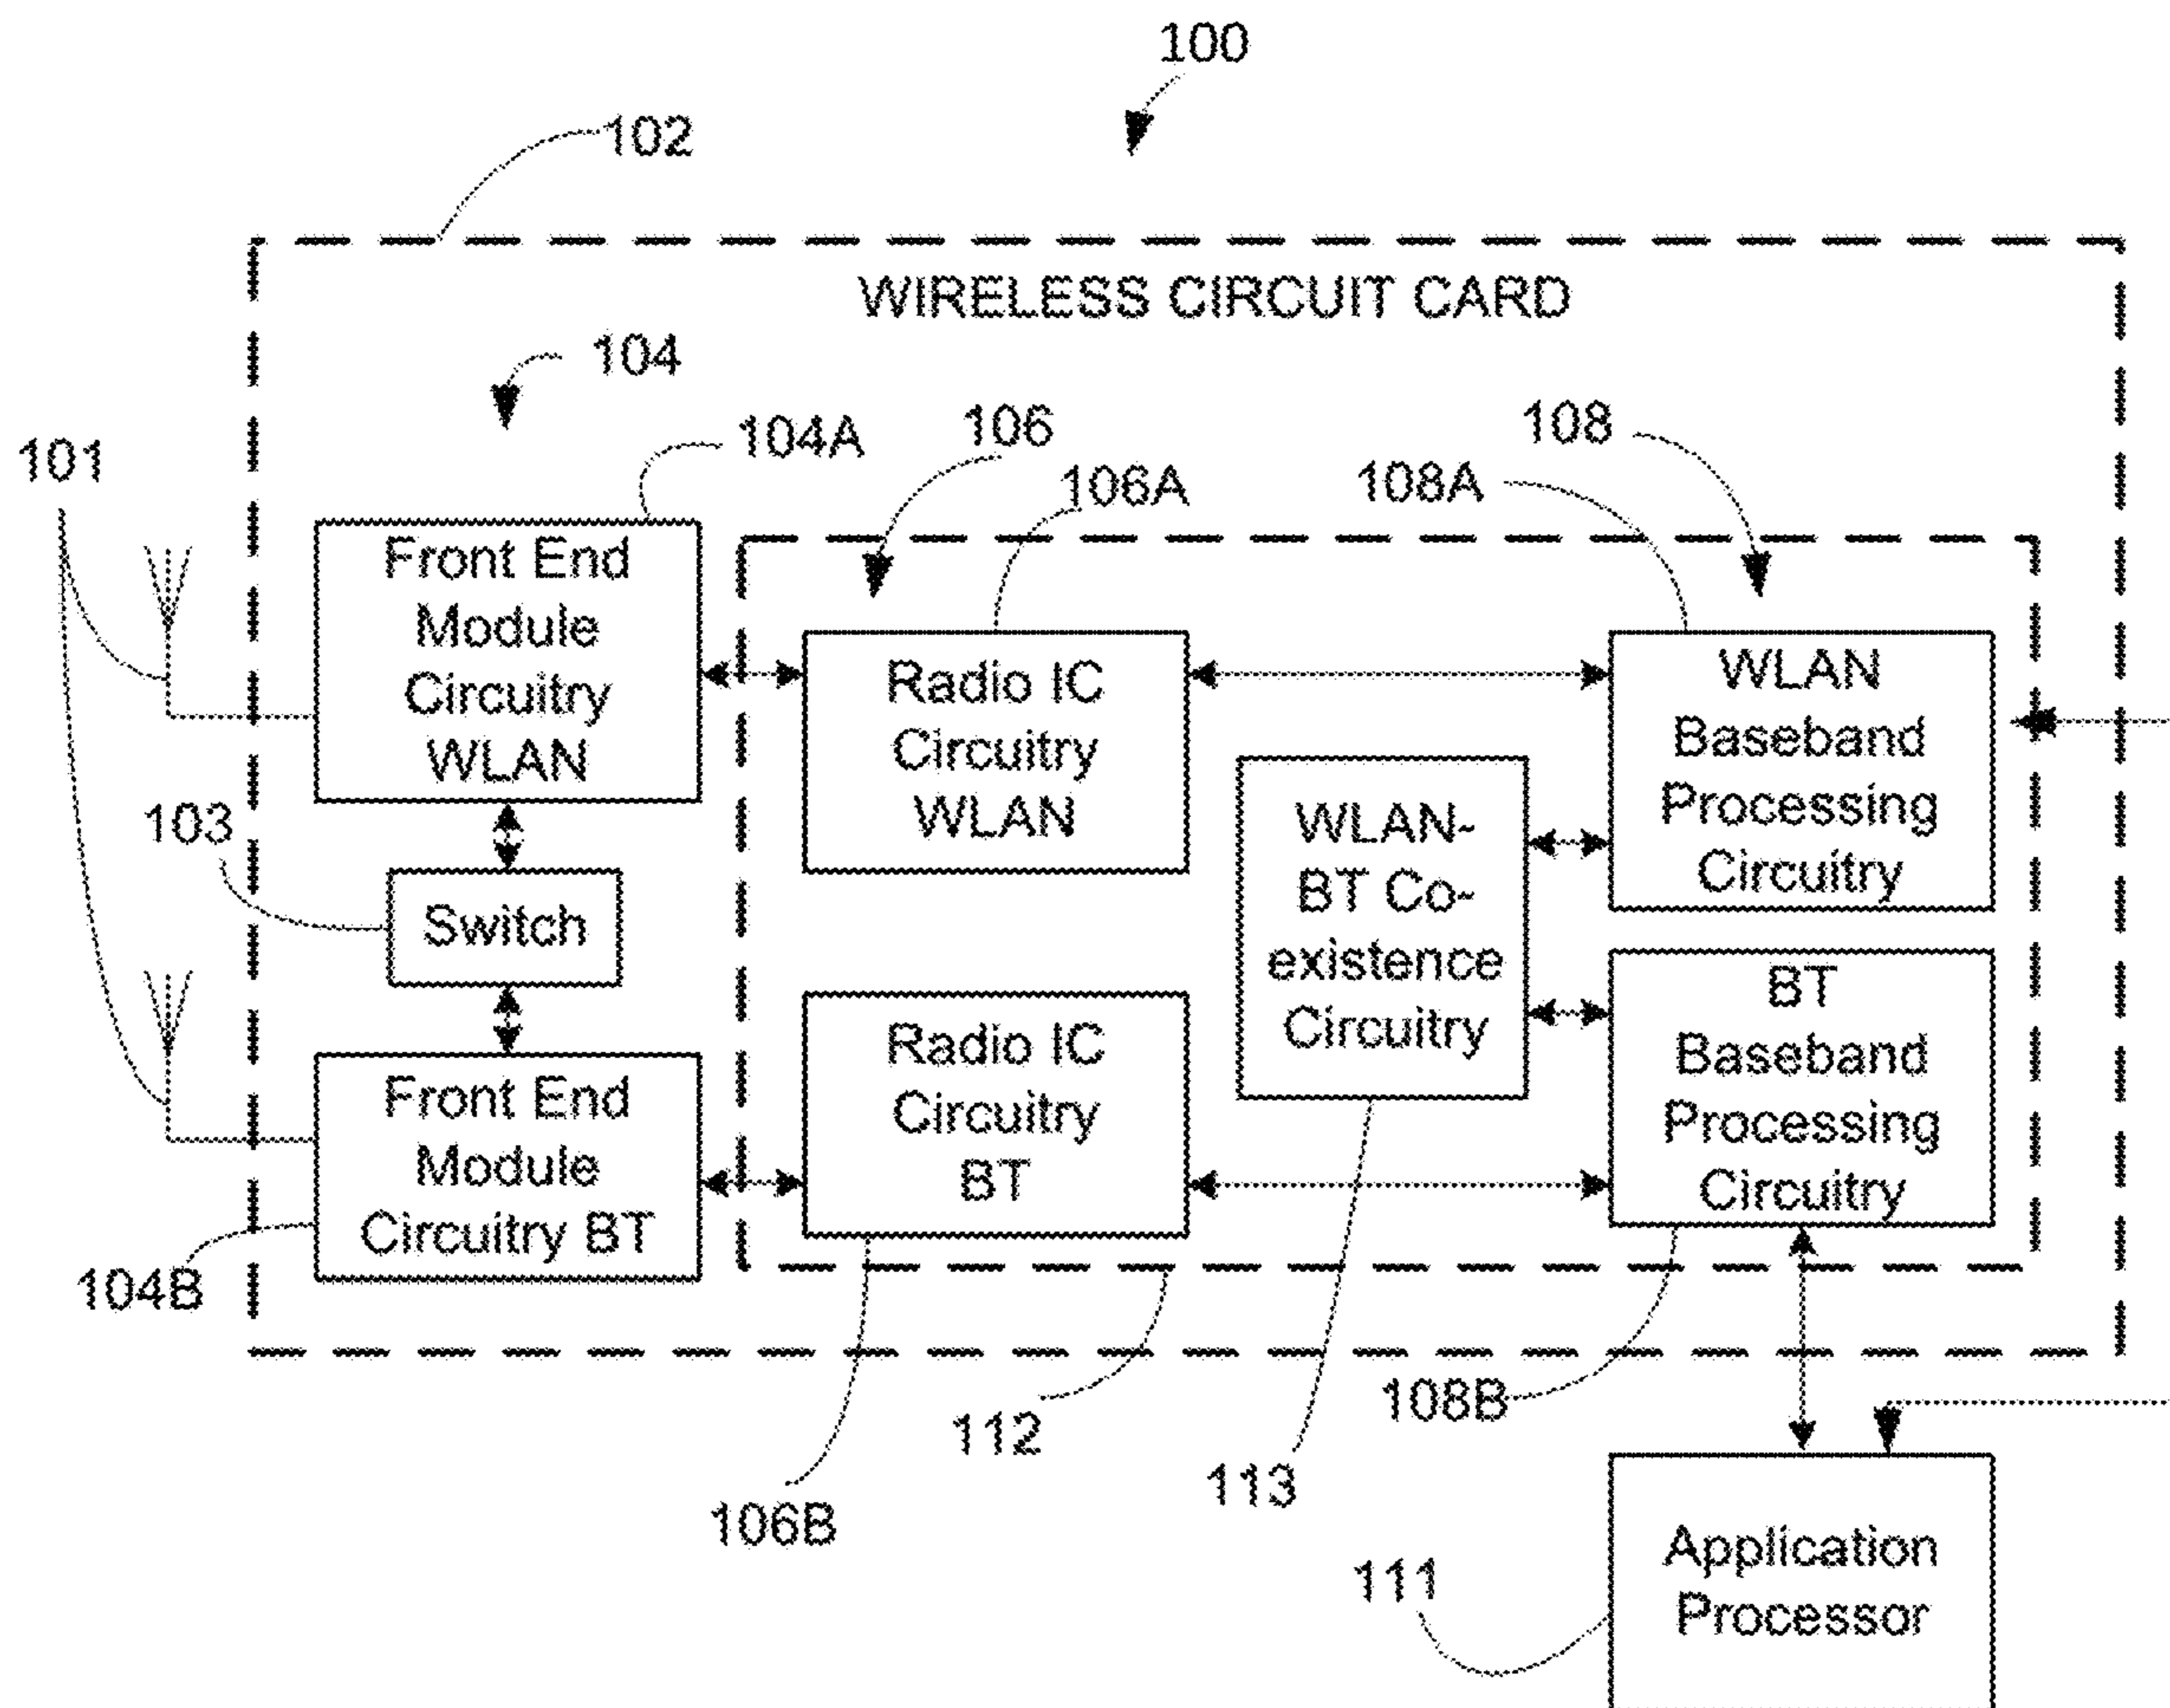 100
102
WIRELESS CIRCUIT CARD
104
104A
106
106A
108
108A
101
Front End
Module
Circuitry
WLAN
Radio IC
Circuitry
WLAN
WLAN
Baseband
Processing
Circuitry
103
Switch
WLAN-
BT Co-
existence
Circuitry
Front End
Module
Circuitry BT
Radio IC
Circuitry
BT
BT
Baseband
Processing
Circuitry
104B
106B
112
113
108B
111
Application
Processor